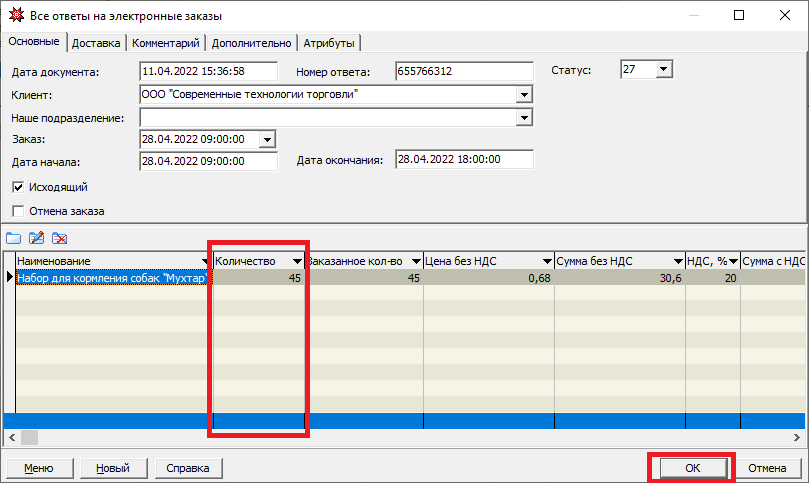 Все ответы на электронные заказы
Основные Доставка Комментарий Дополнительно Атрибуты
Дата документа: 11.04.2022 15:36:58 Номер ответа: 655766312 Статус: 27
Клиент: ООО "Современные технологии торговли"
Наше подразделение:
Заказ: 28.04.2022 09:00:00
Дата начала: 28.04.2022 09:00:00 Дата окончания: 28.04.2022 18:00:00
Исходящий
Отмена заказа
Наименование Количество Заказанное кол-во Цена без НДС Сумма без НДС НДС, % Сумма с НДС
Набор для кормления собак "Мухтар" 45 45 0,68 30,6 20
Меню Новый Справка ОК Отмена